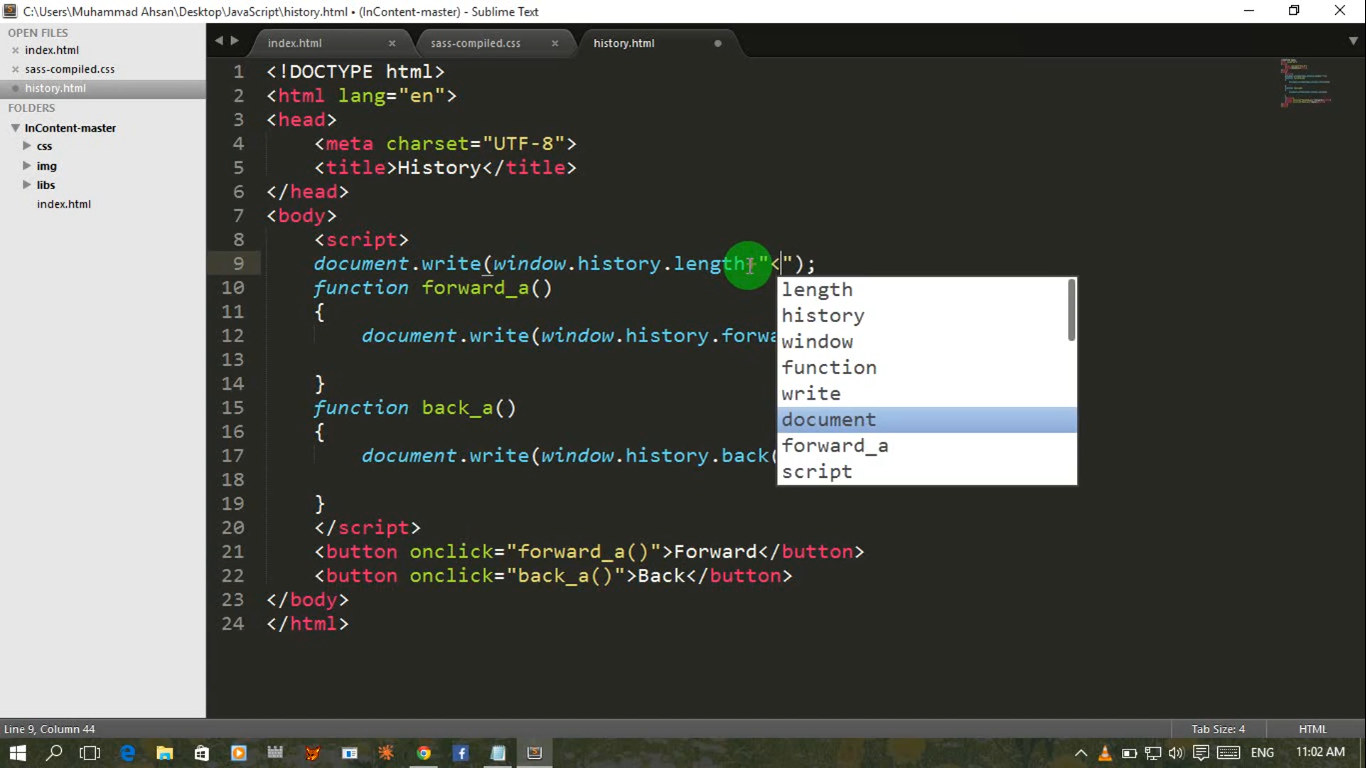 C:\Users\Muhammad Ahsan\Desktop\JavaScript\history.html • (InContent-master) - Sublime Text
OPEN FILES
index.html
sass-compiled.css
history.html
FOLDERS
InContent-master
css
img
libs
index.html
index.html
sass-compiled.css
history.html
1 <!DOCTYPE html>
2 <html lang="en">
3 <head>
4 <meta charset="UTF-8">
5 <title>History</title>
6 </head>
7 <body>
8 <script>
9 document.write(window.history.length+"<");
10 function forward_a()
11 {
12 document.write(window.history.forwa
13
14 }
15 function back_a()
16 {
17 document.write(window.history.back(
18
19 }
20 </script>
21 <button onclick="forward_a()">Forward</button>
22 <button onclick="back_a()">Back</button>
23 </body>
24 </html>
length
history
window
function
write
document
forward_a
script
Line 9, Column 44
Tab Size: 4
HTML
ENG
11:02 AM